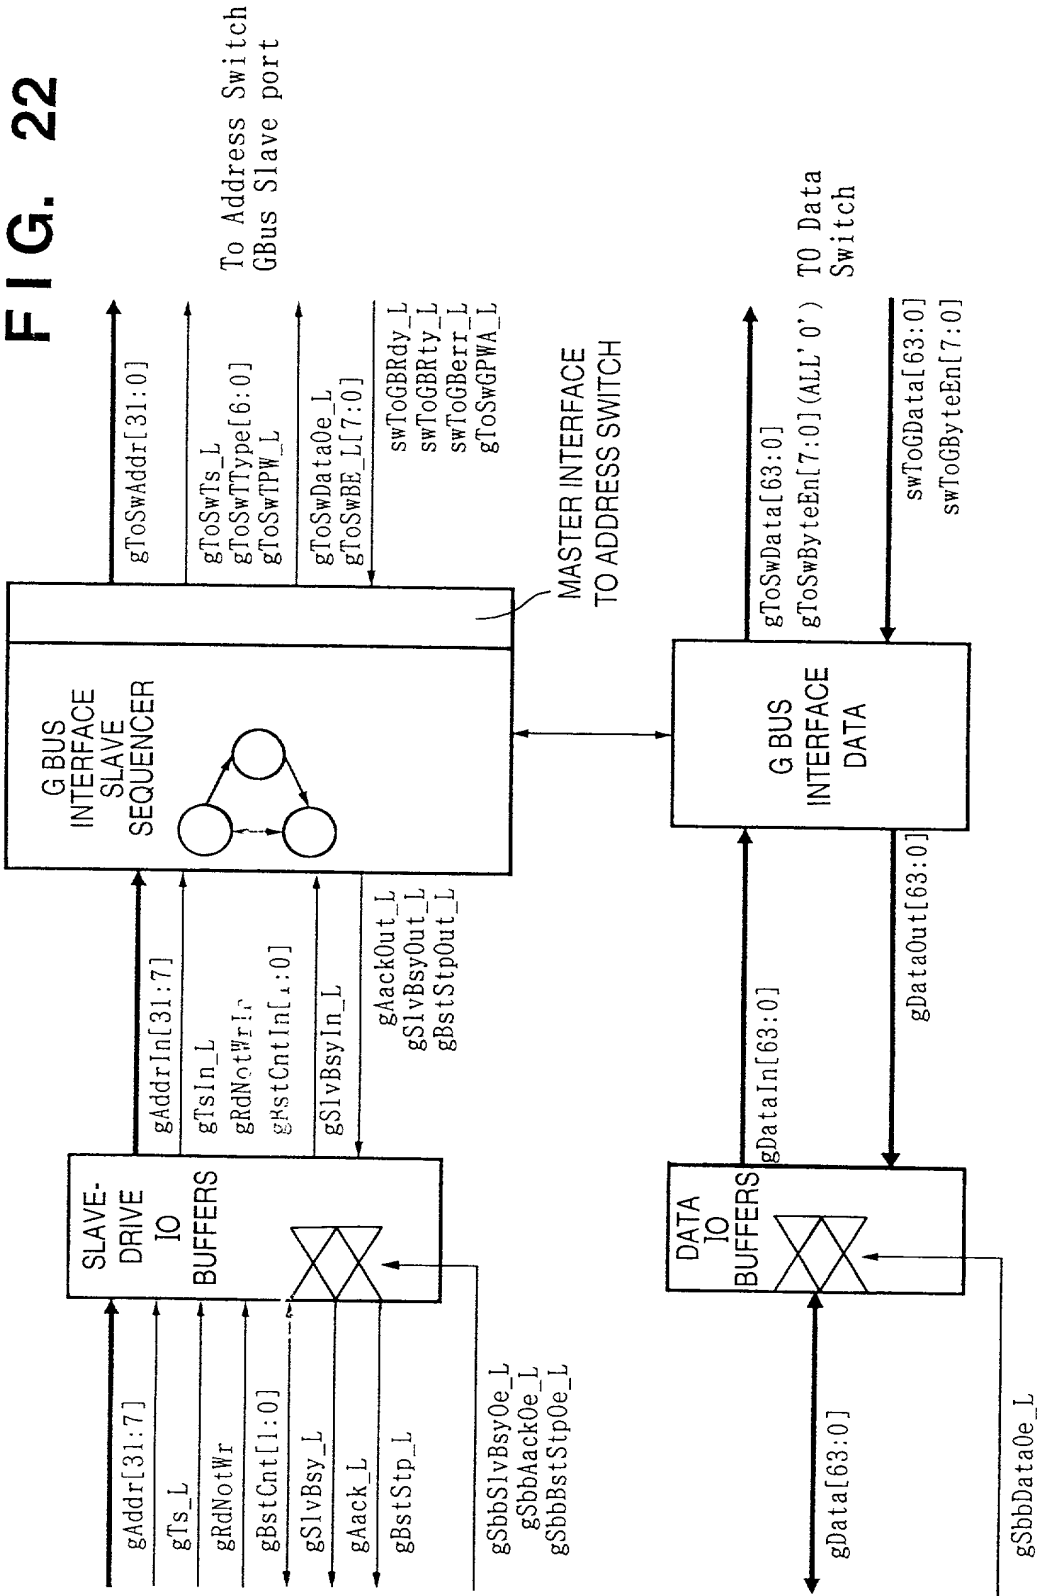 FIG. 22
To Address Switch
GBus Slave port
gToSwAddr[31:0]
gToSwTs_L
gToSwTType[6:0]
gToSwTPW_L
gToSwDataOe_L
gToSwBE_L[7:0]
swToGBRdy_L
swToGBRty_L
swToGBerr_L
gToSwGPWA_L
MASTER INTERFACE
TO ADDRESS SWITCH
G BUS
INTERFACE
SLAVE
SEQUENCER
gAddrIn[31:7]
gTsIn_L
gSlvBsyIn_L
gAackOut_L
gSlvBsyOut_L
gBstStpOut_L
SLAVE-
DRIVE
IO
BUFFERS
gAddr[31:7]
gTs_L
gRdNotWr
gBstCnt[1:0]
gSlvBsy_L
gAack_L
gBstStp_L
gSbbSlvBsyOe_L
gSbbAackOe_L
gSbbBstStpOe_L
gToSwData[63:0]
gToSwByteEn[7:0](ALL'0')
TO Data
Switch
swToGData[63:0]
swToGByteEn[7:0]
G BUS
INTERFACE
DATA
gDataIn[63:0]
gDataOut[63:0]
DATA
IO
BUFFERS
gData[63:0]
gSbbDataOe_L